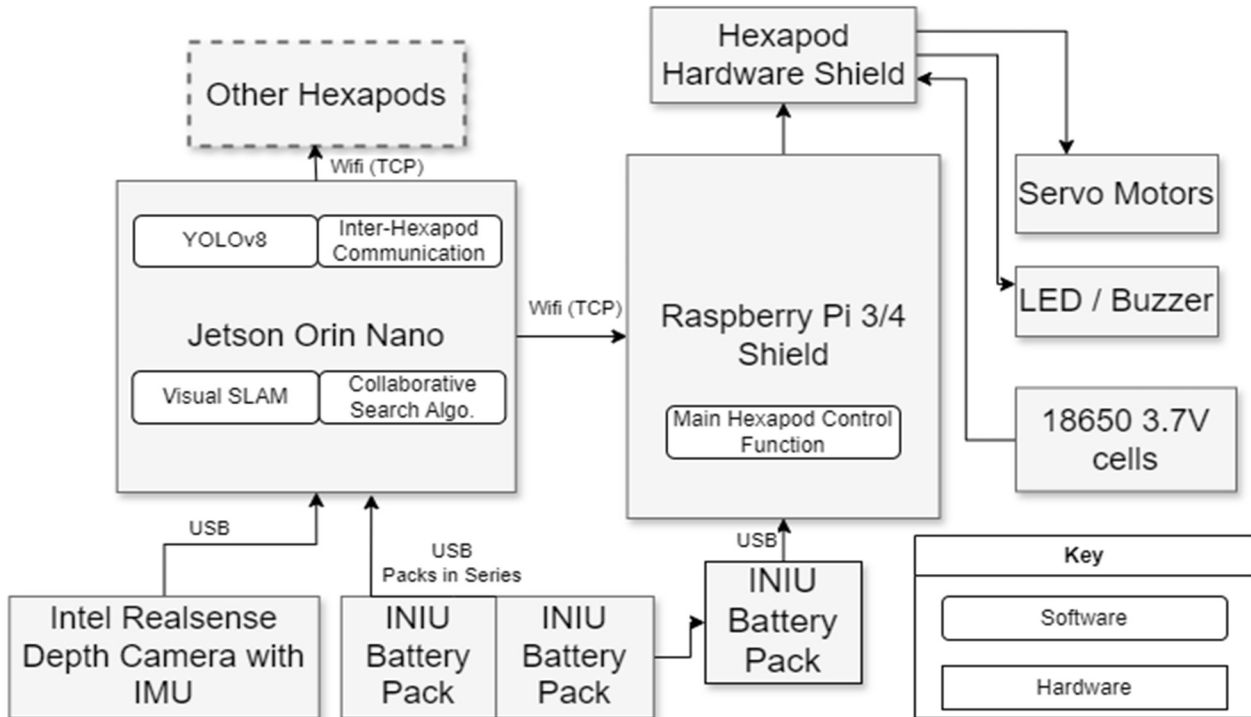 Hexapod
Hardware Shield
Other Hexapods
Wifi (TCP)
YOLOv8
Inter-Hexapod
Communication
Jetson Orin Nano
Visual SLAM
Collaborative
Search Algo.
Wifi (TCP)
Raspberry Pi 3/4
Shield
Main Hexapod Control
Function
Servo Motors
LED / Buzzer
18650 3.7V
cells
USB
USB
Packs in Series
USB
Intel Realsense
Depth Camera with
IMU
INIU
Battery
Pack
INIU
Battery
Pack
INIU
Battery
Pack
Key
Software
Hardware